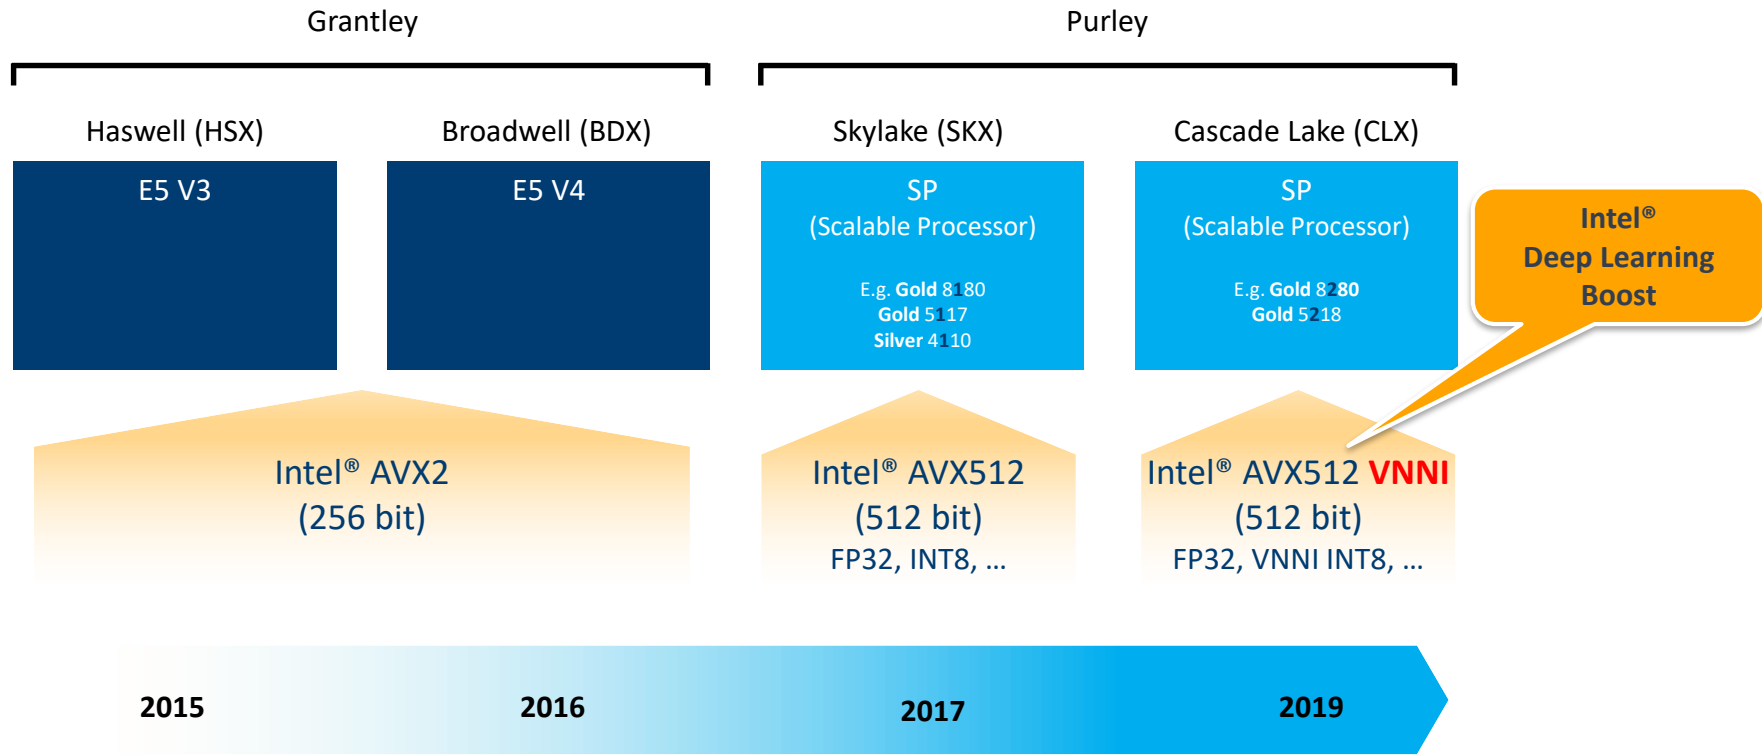 Grantley
Purley
Haswell (HSX)
Broadwell (BDX)
Skylake (SKX)
Cascade Lake (CLX)
E5 V3
E5 V4
SP
(Scalable Processor)
E.g. Gold 8180
Gold 5117
Silver 4110
SP
(Scalable Processor)
E.g. Gold 8280
Gold 5218
Intel®
Deep Learning
Boost
Intel® AVX2
(256 bit)
Intel® AVX512
(512 bit)
FP32, INT8, ...
Intel® AVX512 VNNI
(512 bit)
FP32, VNNI INT8, ...
2015
2016
2017
2019